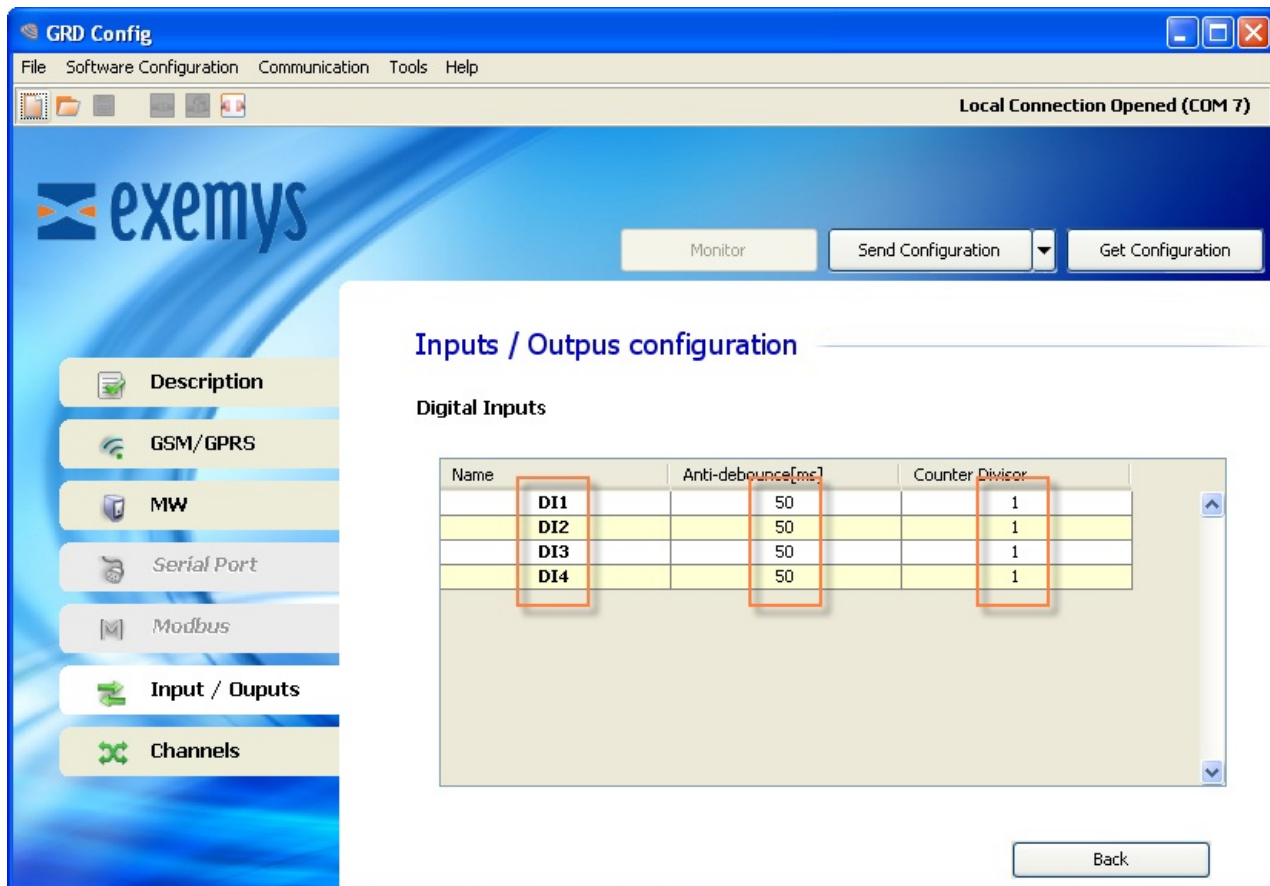 GRD Config
File Software Configuration Communication Tools Help
Local Connection Opened (COM 7)
exemys
Monitor Send Configuration Get Configuration
Inputs / Outpus configuration
Description
Digital Inputs
GSM/GPRS
Name Anti-debounce[ms] Counter Divisor
MW
DI1 50 1
DI2 50 1
DI3 50 1
DI4 50 1
Serial Port
Modbus
Input / Ouputs
Channels
Back